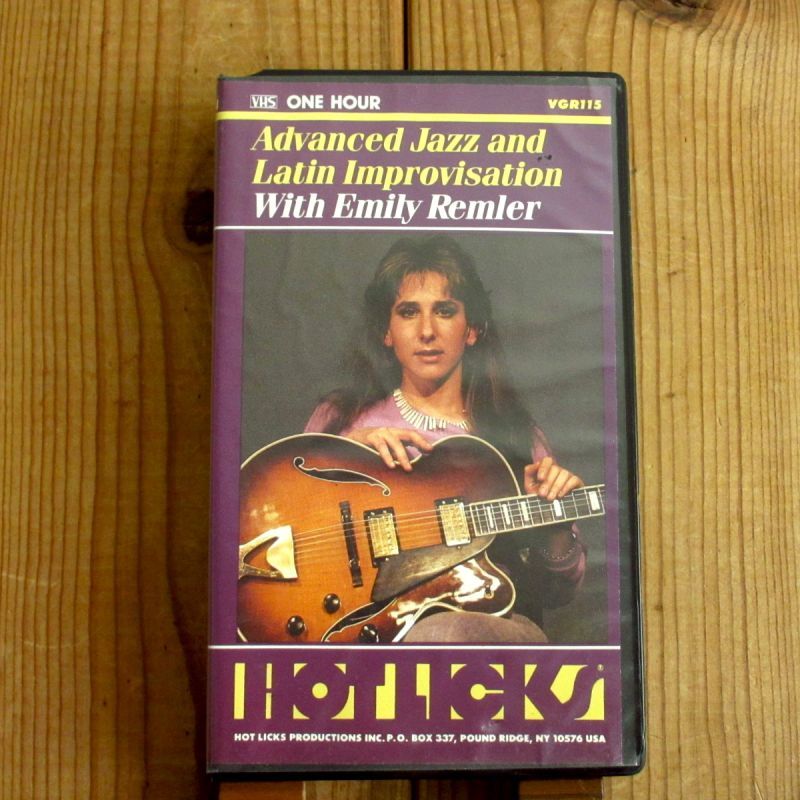 VHS ONE HOUR VGR115
Advanced Jazz and
Latin Improvisation
With Emily Remler
HOT LICKS
HOT LICKS PRODUCTIONS INC. P.O. BOX 337, POUND RIDGE, NY 10576 USA